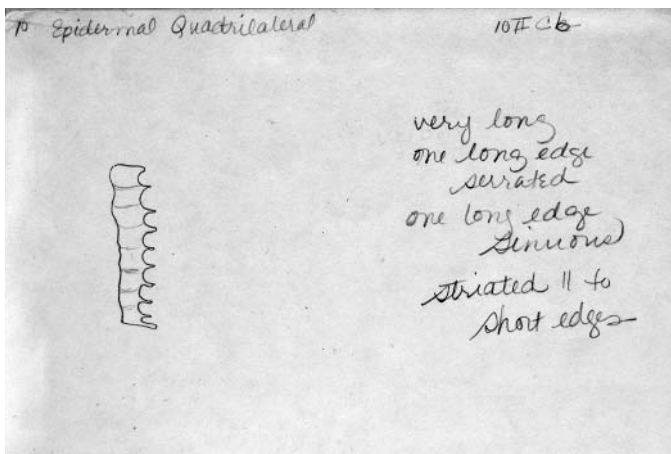 10 Epidermal Quadrilateral
10 II Cb
very long
one long edge
serrated
one long edge
sinuous
striated || to
short edges